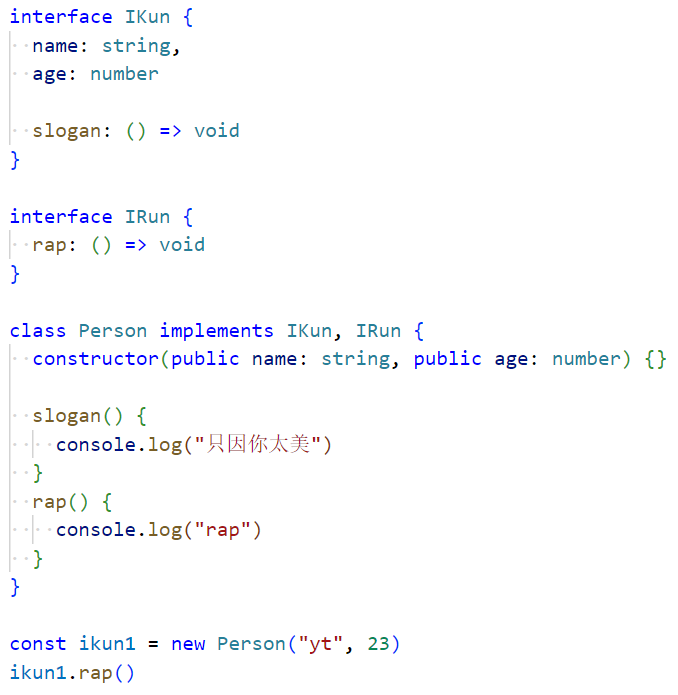 interface IKun {
  name: string,
  age: number
  slogan: () => void
}
interface IRun {
  rap: () => void
}
class Person implements IKun, IRun {
  constructor(public name: string, public age: number) {}
  slogan() {
    console.log("只因你太美")
  }
  rap() {
    console.log("rap")
  }
}
const ikun1 = new Person("yt", 23)
ikun1.rap()